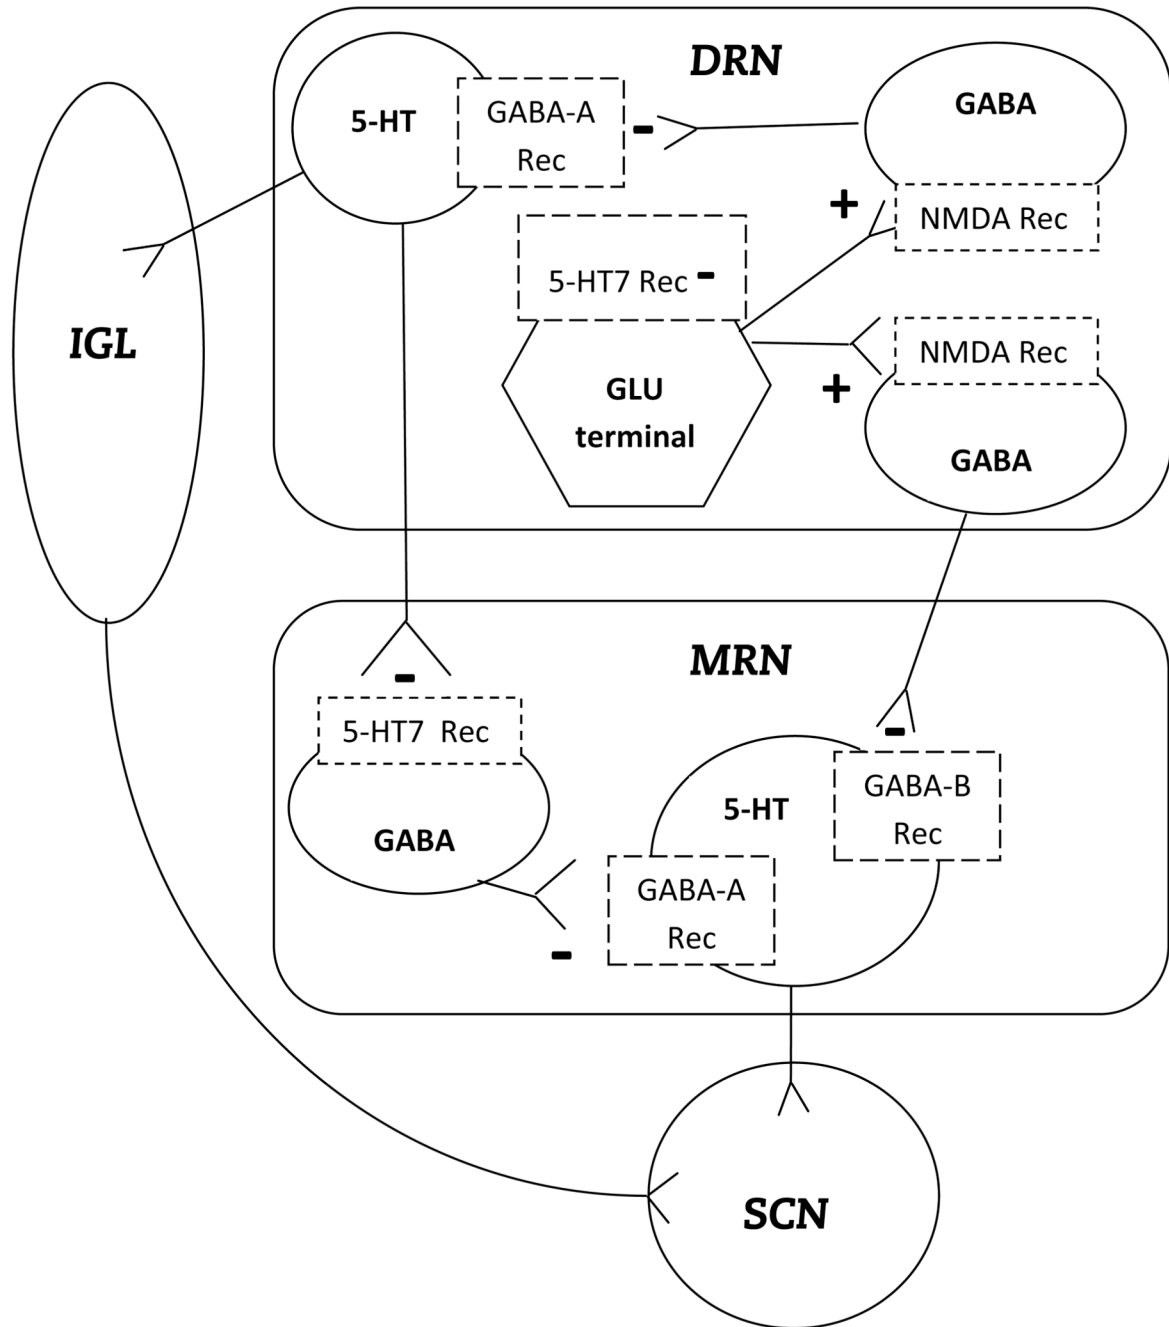 DRN
5-HT
GABA-A
Rec
-
GABA
+
NMDA Rec
5-HT7 Rec -
GLU
terminal
NMDA Rec
+
GABA
IGL
MRN
-
5-HT7 Rec
GABA
-
5-HT
GABA-B
Rec
GABA-A
Rec
-
SCN